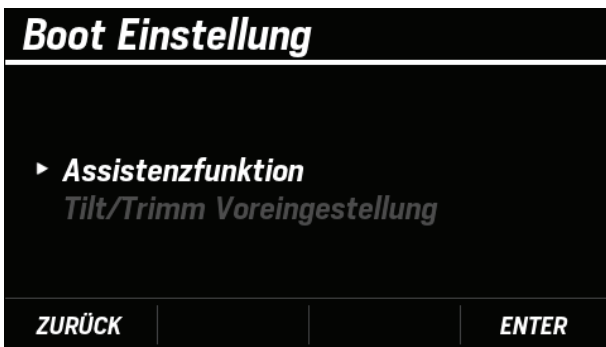 Boot Einstellung
Assistenzfunktion
Tilt/Trimm Voreingestellung
ZURÜCK ENTER